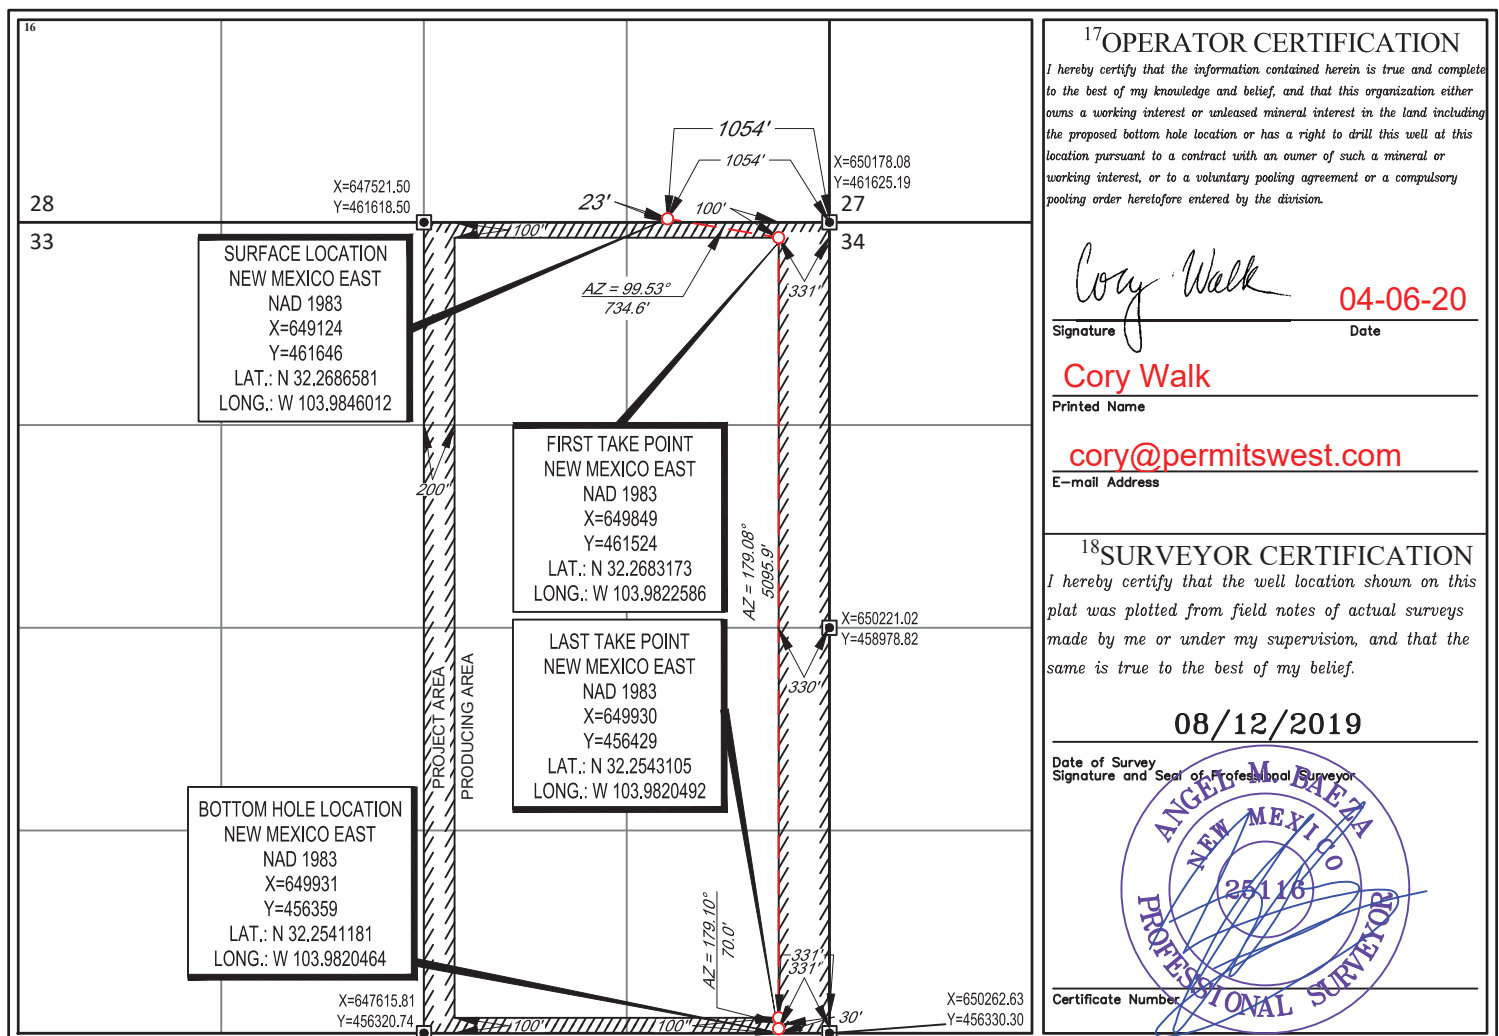 16
1054'
1054'
X=650178.08
Y=461625.19
X=647521.50
Y=461618.50
28
27
23'
100'
33
34
100'
SURFACE LOCATION
NEW MEXICO EAST
NAD 1983
X=649124
Y=461646
LAT.: N 32.2686581
LONG.: W 103.9846012
AZ = 99.53°
734.6'
331'
200'
FIRST TAKE POINT
NEW MEXICO EAST
NAD 1983
X=649849
Y=461524
LAT.: N 32.2683173
LONG.: W 103.9822586
AZ = 179.08°
5095.9'
X=650221.02
Y=458978.82
330'
LAST TAKE POINT
NEW MEXICO EAST
NAD 1983
X=649930
Y=456429
LAT.: N 32.2543105
LONG.: W 103.9820492
PROJECT AREA
PRODUCING AREA
BOTTOM HOLE LOCATION
NEW MEXICO EAST
NAD 1983
X=649931
Y=456359
LAT.: N 32.2541181
LONG.: W 103.9820464
AZ = 179.10°
70.0'
331'
331'
X=647615.81
Y=456320.74
X=650262.63
Y=456330.30
100'
100'
30'
17 OPERATOR CERTIFICATION
I hereby certify that the information contained herein is true and complete
to the best of my knowledge and belief, and that this organization either
owns a working interest or unleased mineral interest in the land including
the proposed bottom hole location or has a right to drill this well at this
location pursuant to a contract with an owner of such a mineral or
working interest, or to a voluntary pooling agreement or a compulsory
pooling order heretofore entered by the division.
Cory Walk
04-06-20
Signature Date
Cory Walk
Printed Name
cory@permitswest.com
E-mail Address
18 SURVEYOR CERTIFICATION
I hereby certify that the well location shown on this
plat was plotted from field notes of actual surveys
made by me or under my supervision, and that the
same is true to the best of my belief.
08/12/2019
Date of Survey
Signature and Seal of Professional Surveyor
ANGEL M. BAEZA
NEW MEXICO
25116
PROFESSIONAL SURVEYOR
Certificate Number